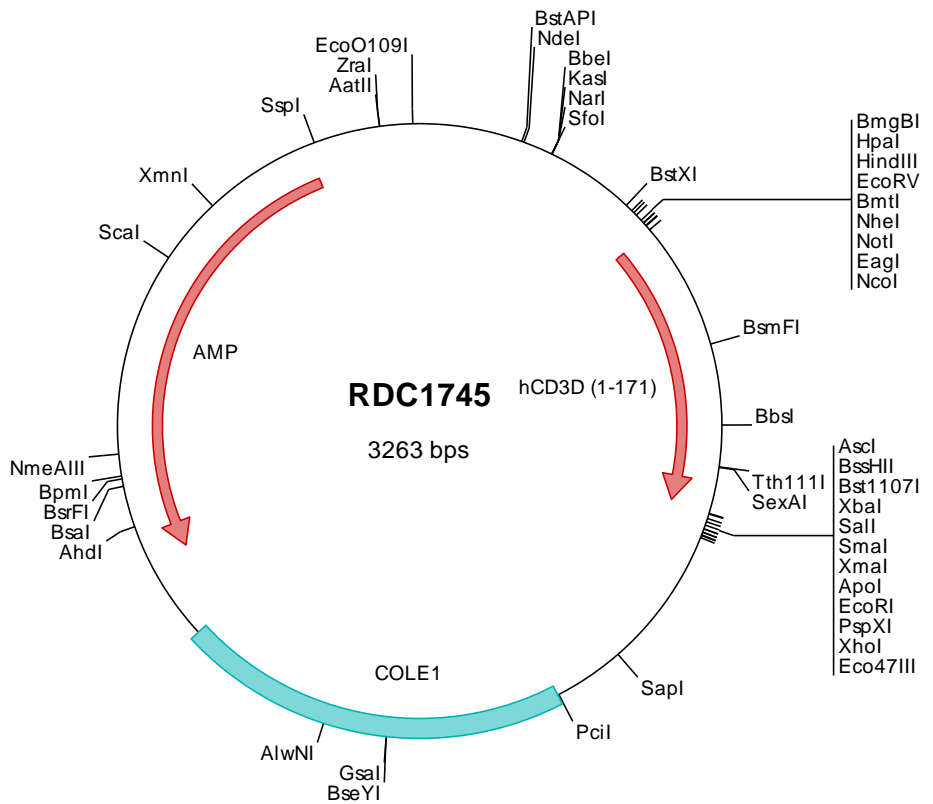 EcoO109I
ZraI
AatII
SspI
XmnI
ScaI
BstAPI
NdeI
BbeI
KasI
NarI
SfoI
BstXI
BmgBI
HpaI
HindIII
EcoRV
BmtI
NheI
NotI
EagI
NcoI
BsmFI
BbsI
Tth111I
SexAI
AscI
BssHII
Bst1107I
XbaI
SalI
SmaI
XmaI
ApoI
EcoRI
PspXI
XhoI
Eco47III
SapI
PciI
GsaI
BseYI
AlwNI
AhdI
BsaI
BsrFI
BpmI
NmeAIII
AMP
hCD3D (1-171)
COLE1
RDC1745
3263 bps